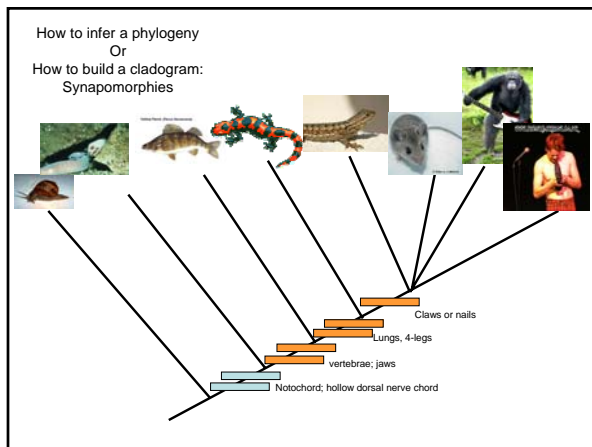 How to infer a phylogeny
Or
How to build a cladogram:
Synapomorphies
Claws or nails
Lungs, 4-legs
vertebrae; jaws
Notochord; hollow dorsal nerve chord